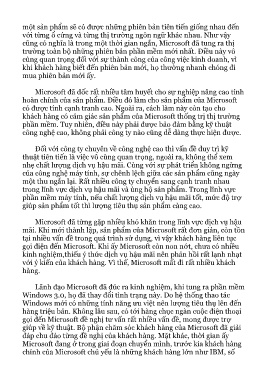 một sản phẩm sẽ có được những phiên bản tiên tiến giống nhau đến
với từng ổ cứng và từng thị trường ngôn ngữ khác nhau. Như vậy
cũng có nghĩa là trong một thời gian ngắn, Microsoft đã tung ra thị
trường toàn bộ những phiên bản phần mềm mới nhất. Điều này vô
cùng quan trọng đối với sự thành công của công việc kinh doanh, vì
khi khách hàng biết đến phiên bản mới, họ thường nhanh chóng đi
mua phiên bản mới ấy.
Microsoft đã dốc rất nhiều tâm huyết cho sự nghiệp nâng cao tính
hoàn chỉnh của sản phẩm. Điều đó làm cho sản phẩm của Microsoft
có được tính cạnh tranh cao. Ngoài ra, cách làm này còn tạo cho
khách hàng có cảm giác sản phẩm của Microsoft thống trị thị trường
phần mềm. Tuy nhiên, điều này phải được bảo đảm bằng kỹ thuật
công nghệ cao, không phải công ty nào cũng dễ dàng thực hiện được.
Đối với công ty chuyên về công nghệ cao thì vấn đề duy trì kỹ
thuật tiên tiến là việc vô cùng quan trọng, ngoài ra, không thể xem
nhẹ chất lượng dịch vụ hậu mãi. Cùng với sự phát triển không ngừng
của công nghệ máy tính, sự chênh lệch giữa các sản phẩm cũng ngày
một thu ngắn lại. Rất nhiều công ty chuyển sang cạnh tranh nhau
trong lĩnh vực dịch vụ hậu mãi và ủng hộ sản phẩm. Trong lĩnh vực
phần mềm máy tính, nếu chất lượng dịch vụ hậu mãi tốt, mức độ trợ
giúp sản phẩm tốt thì lượng tiêu thụ sản phẩm càng cao.
Microsoft đã từng gặp nhiều khó khăn trong lĩnh vực dịch vụ hậu
mãi. Khi mới thành lập, sản phẩm của Microsoft rất đơn giản, còn tồn
tại nhiều vấn đề trong quá trình sử dụng, vì vậy khách hàng liên tục
gọi điện đến Microsoft. Khi ấy Microsoft còn non nớt, chưa có nhiều
kinh nghiệm,thiếu ý thức dịch vụ hậu mãi nên phản hồi rất lạnh nhạt
với ý kiến của khách hàng. Vì thế, Microsoft mất đi rất nhiều khách
hàng.
Lãnh đạo Microsoft đã đúc ra kinh nghiệm, khi tung ra phần mềm
Windows 3.0, họ đã thay đổi tình trạng này. Do hệ thống thao tác
Windows mới có những tính năng ưu việt nên lượng tiêu thụ lên đến
hàng triệu bản. Không lâu sau, có tới hàng chục ngàn cuộc điện thoại
gọi đến Microsoft đề nghị tư vấn rất nhiều vấn đề, mong được trợ
giúp về kỹ thuật. Bộ phận chăm sóc khách hàng của Microsoft đã giải
đáp chu đáo từng đề nghị của khách hàng. Mặt khác, thời gian ấy
Microsoft đang ở trong giai đoạn chuyển mình, trước kia khách hàng
chính của Microsoft chủ yếu là những khách hàng lớn như IBM, số